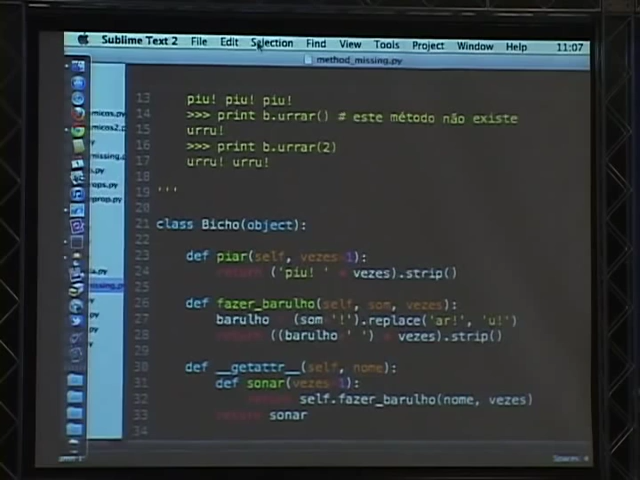 Sublime Text 2 File Edit Selection Find View Tools Project Window Help 11:07
method_missing.py
13 piu! piu! piu!
14 >>> print b.urrar() # este método não existe
15 urru!
16 >>> print b.urrar(2)
17 urru! urru!
18
19 '''
20
21 class Bicho(object):
22
23 def piar(self, vezes=1):
24 return ('piu! ' * vezes).strip()
25
26 def fazer_barulho(self, som, vezes):
27 barulho = (som+'!').replace('ar!', 'u!')
28 return ((barulho+' ') * vezes).strip()
29
30 def __getattr__(self, nome):
31 def sonar(vezes=1):
32 return self.fazer_barulho(nome, vezes)
33 return sonar
34
Spaces: 4